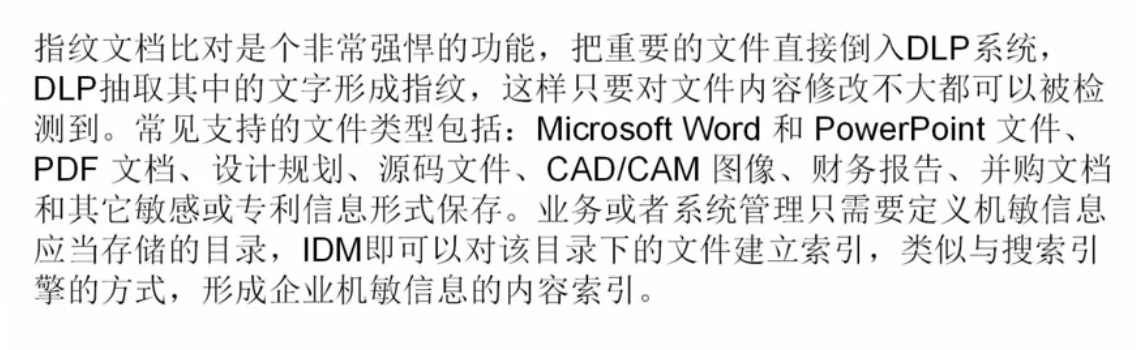 指纹文档比对是个非常强悍的功能，把重要的文件直接倒入DLP系统，
DLP抽取其中的文字形成指纹，这样只要对文件内容修改不大都可以被检
测到。常见支持的文件类型包括：Microsoft Word 和 PowerPoint 文件、
PDF 文档、设计规划、源码文件、CAD/CAM 图像、财务报告、并购文档
和其它敏感或专利信息形式保存。业务或者系统管理只需要定义机敏信息
应当存储的目录，IDM即可以对该目录下的文件建立索引，类似与搜索引
擎的方式，形成企业机敏信息的内容索引。